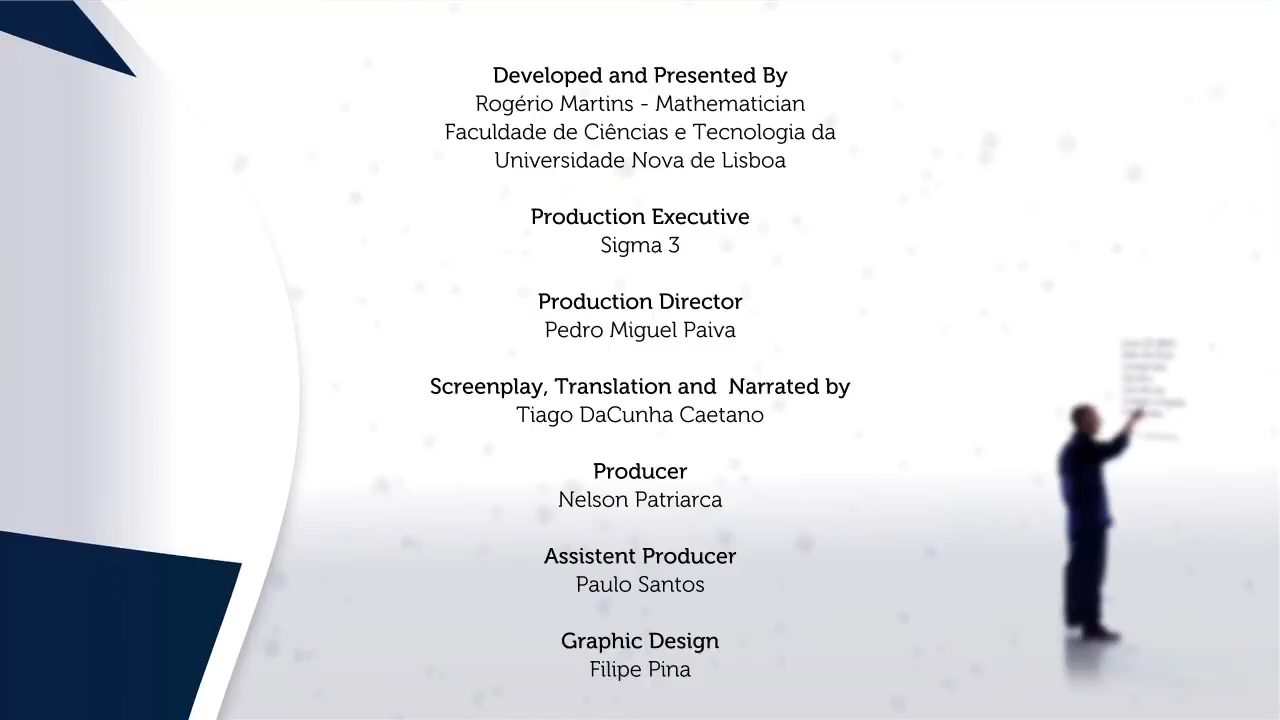 Developed and Presented By
Rogério Martins - Mathematician
Faculdade de Ciências e Tecnologia da
Universidade Nova de Lisboa
Production Executive
Sigma 3
Production Director
Pedro Miguel Paiva
Screenplay, Translation and  Narrated by
Tiago DaCunha Caetano
Producer
Nelson Patriarca
Assistent Producer
Paulo Santos
Graphic Design
Filipe Pina